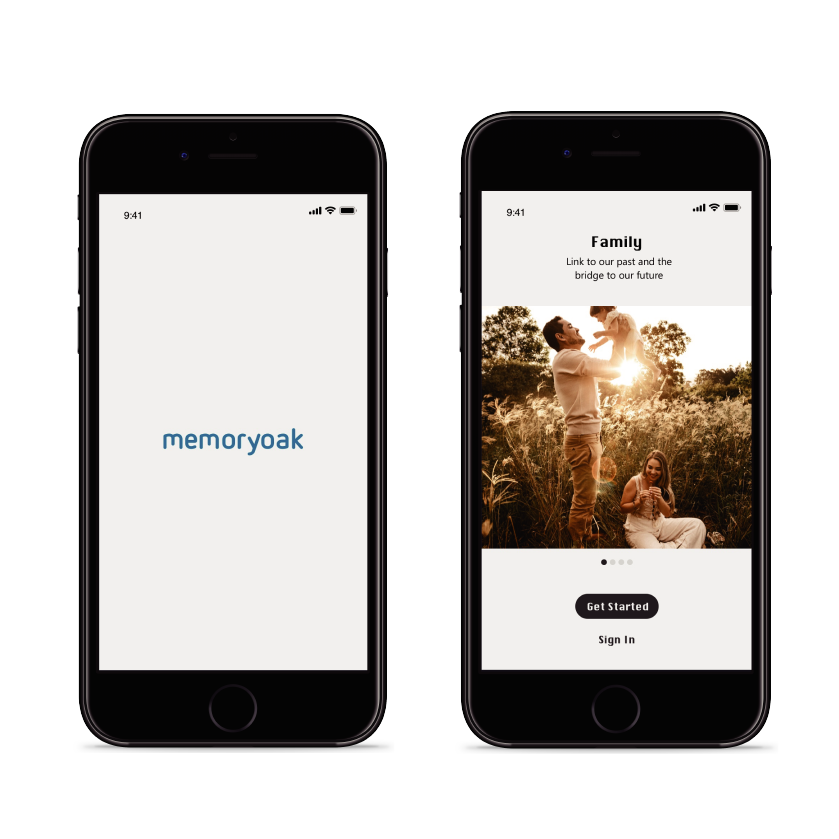 9:41
memoryoak
9:41
Family
Link to our past and the
bridge to our future
Get Started
Sign In